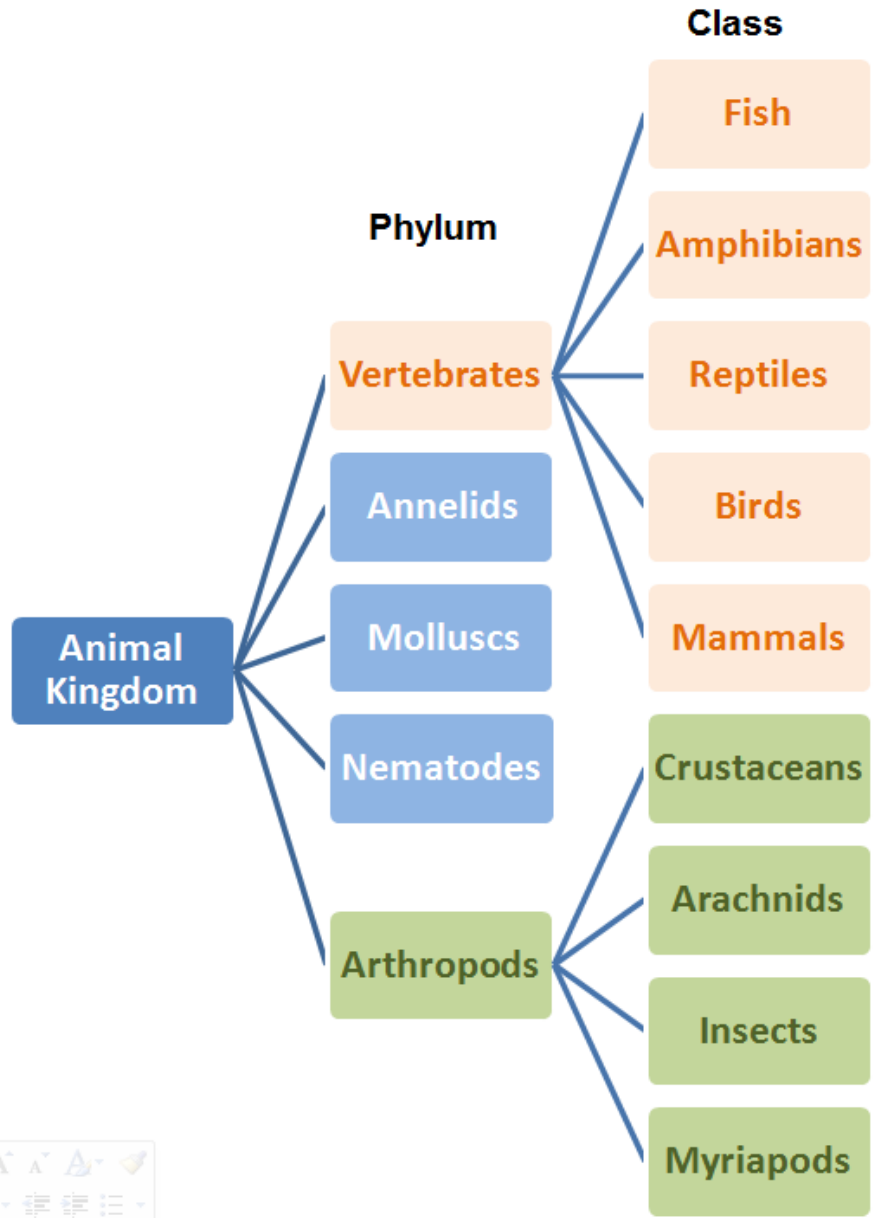 Class
Fish
Phylum
Amphibians
Vertebrates
Reptiles
Annelids
Birds
Animal
Kingdom
Molluscs
Mammals
Nematodes
Crustaceans
Arthropods
Arachnids
Insects
Myriapods